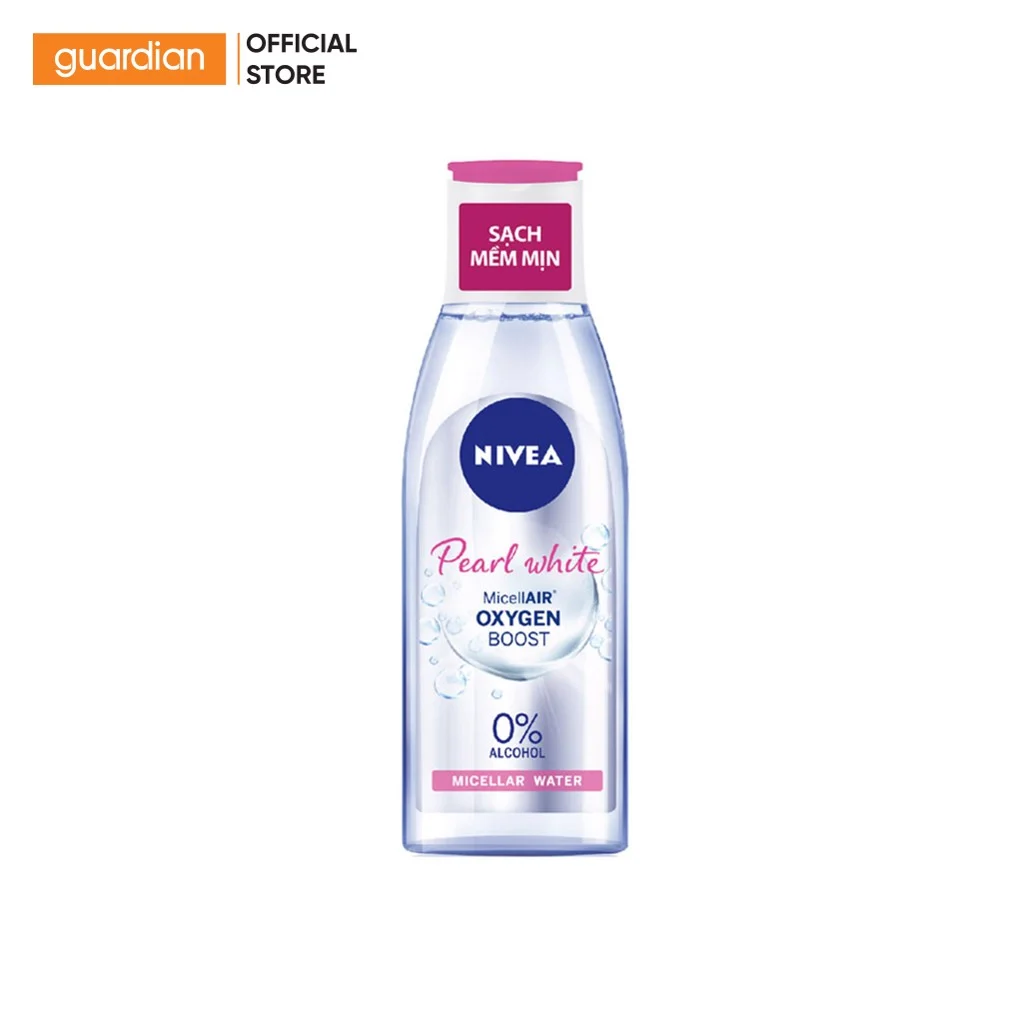 guardian
OFFICIAL
STORE
SẠCH
MỀM MỊN
NIVEA
Pearl white
MicellAIR®
OXYGEN
BOOST
0%
ALCOHOL
MICELLAR WATER